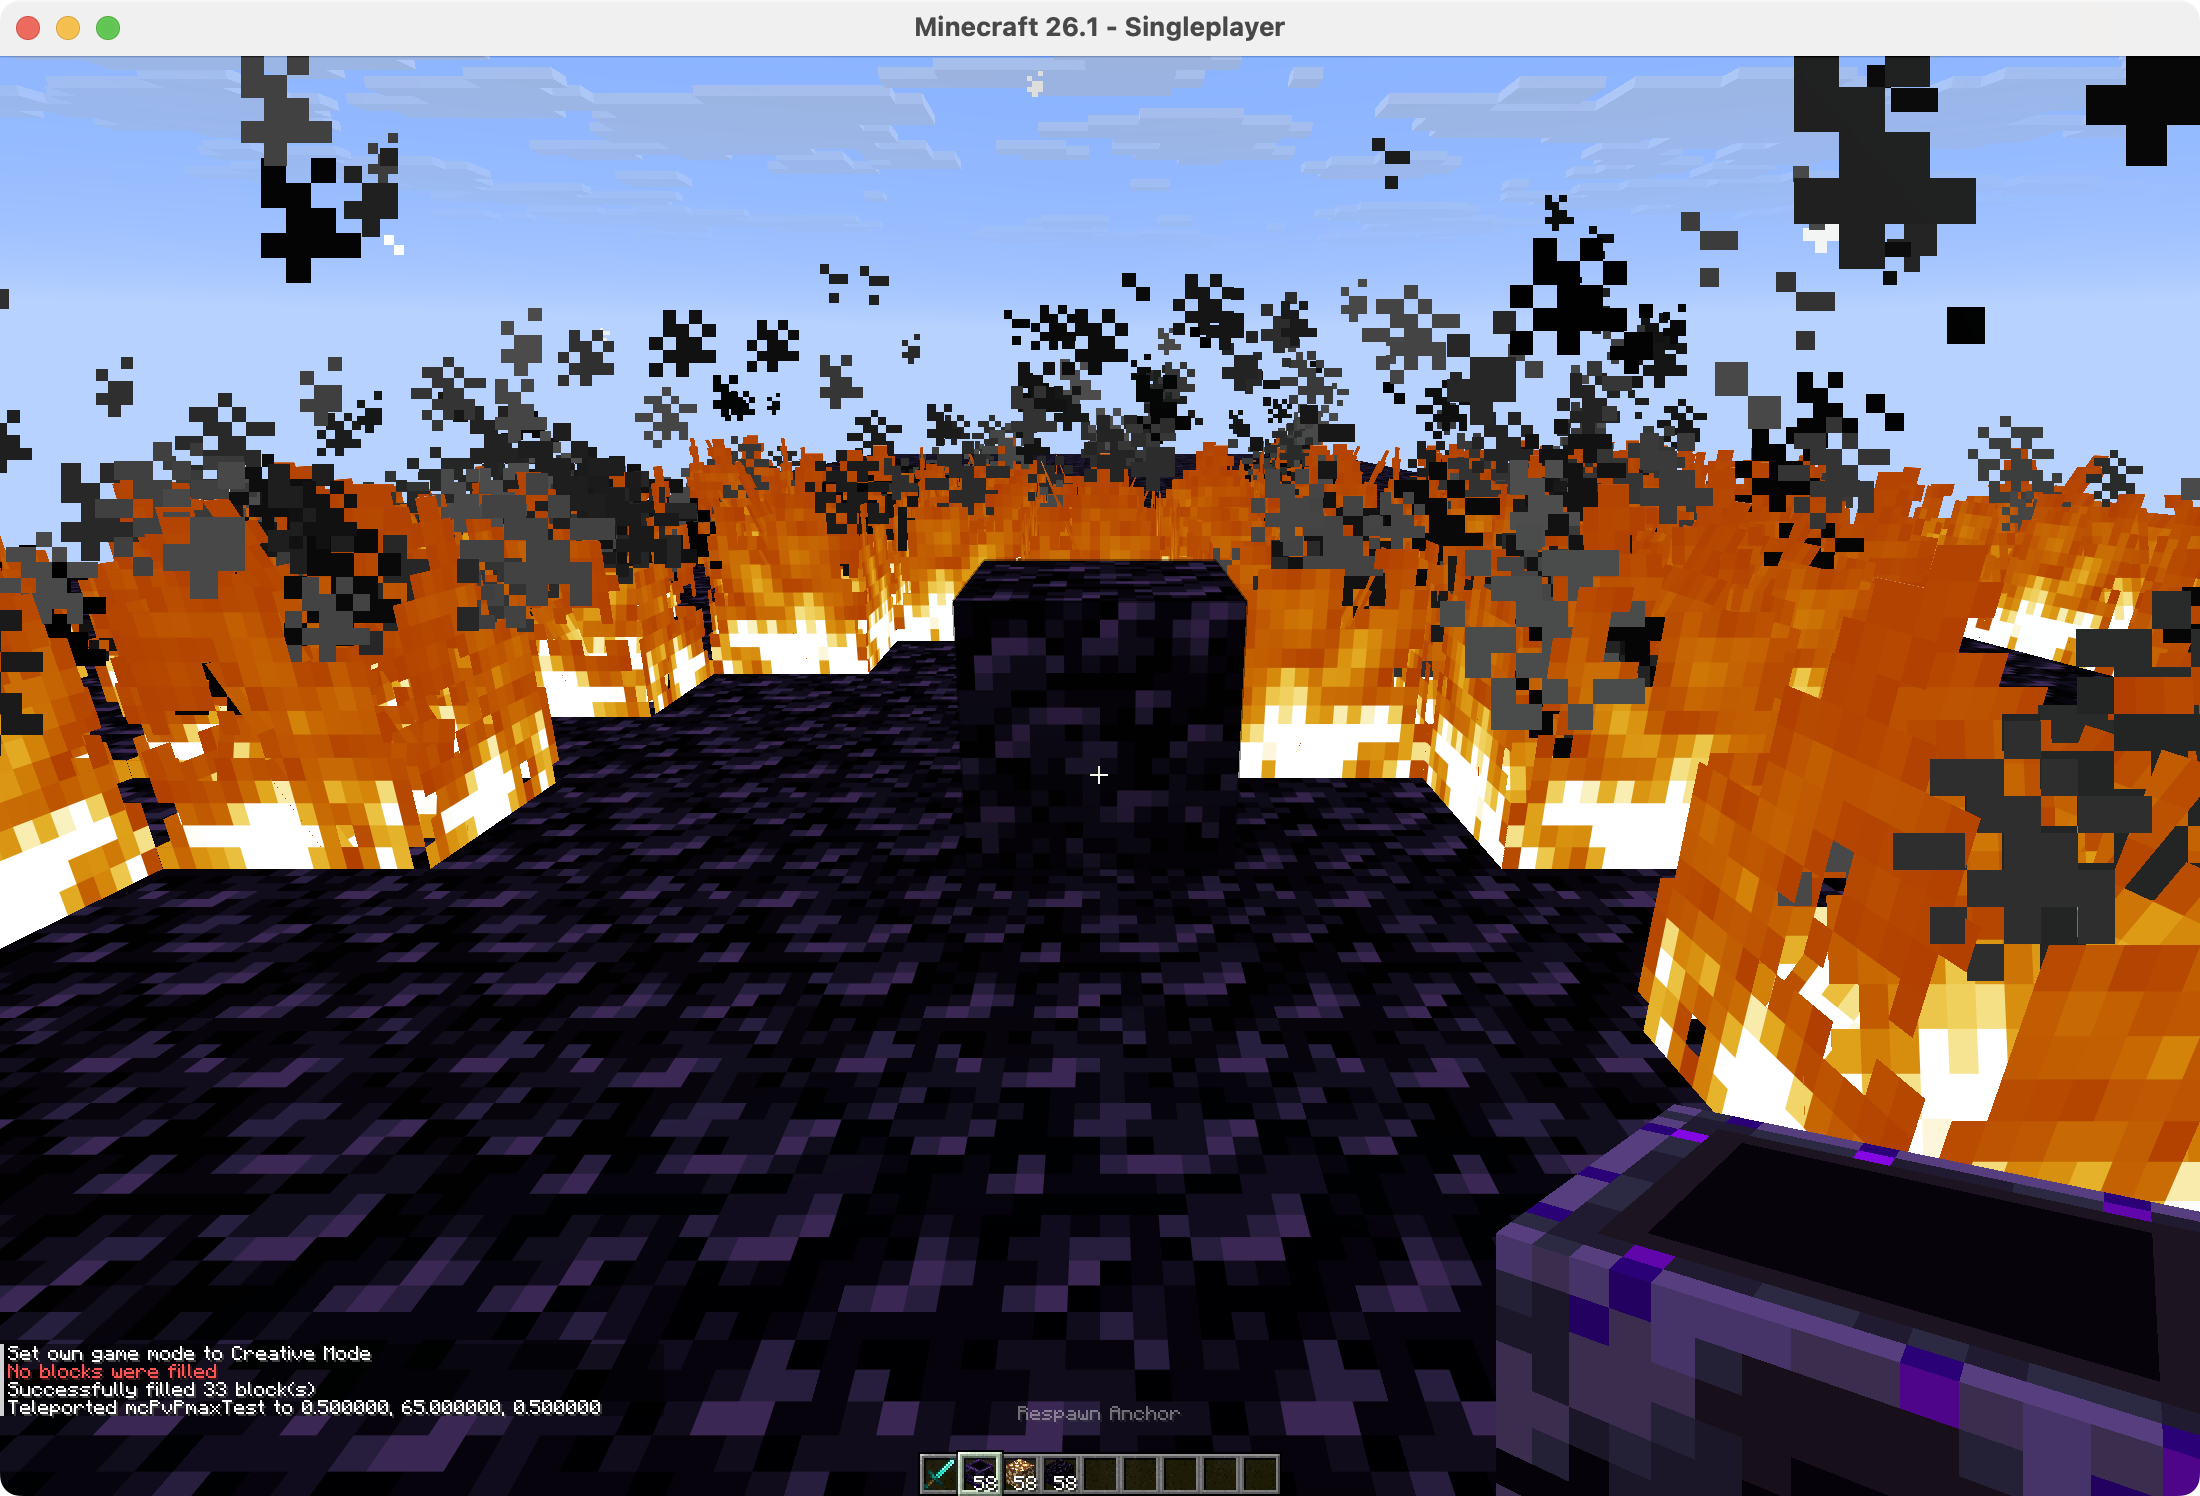 Minecraft 26.1 - Singleplayer
Set own game mode to Creative Mode
No blocks were filled
Successfully filled 33 block(s)
Teleported mcPvPmaxTest to 0.500000, 65.000000, 0.500000
Respawn Anchor
58 58 58